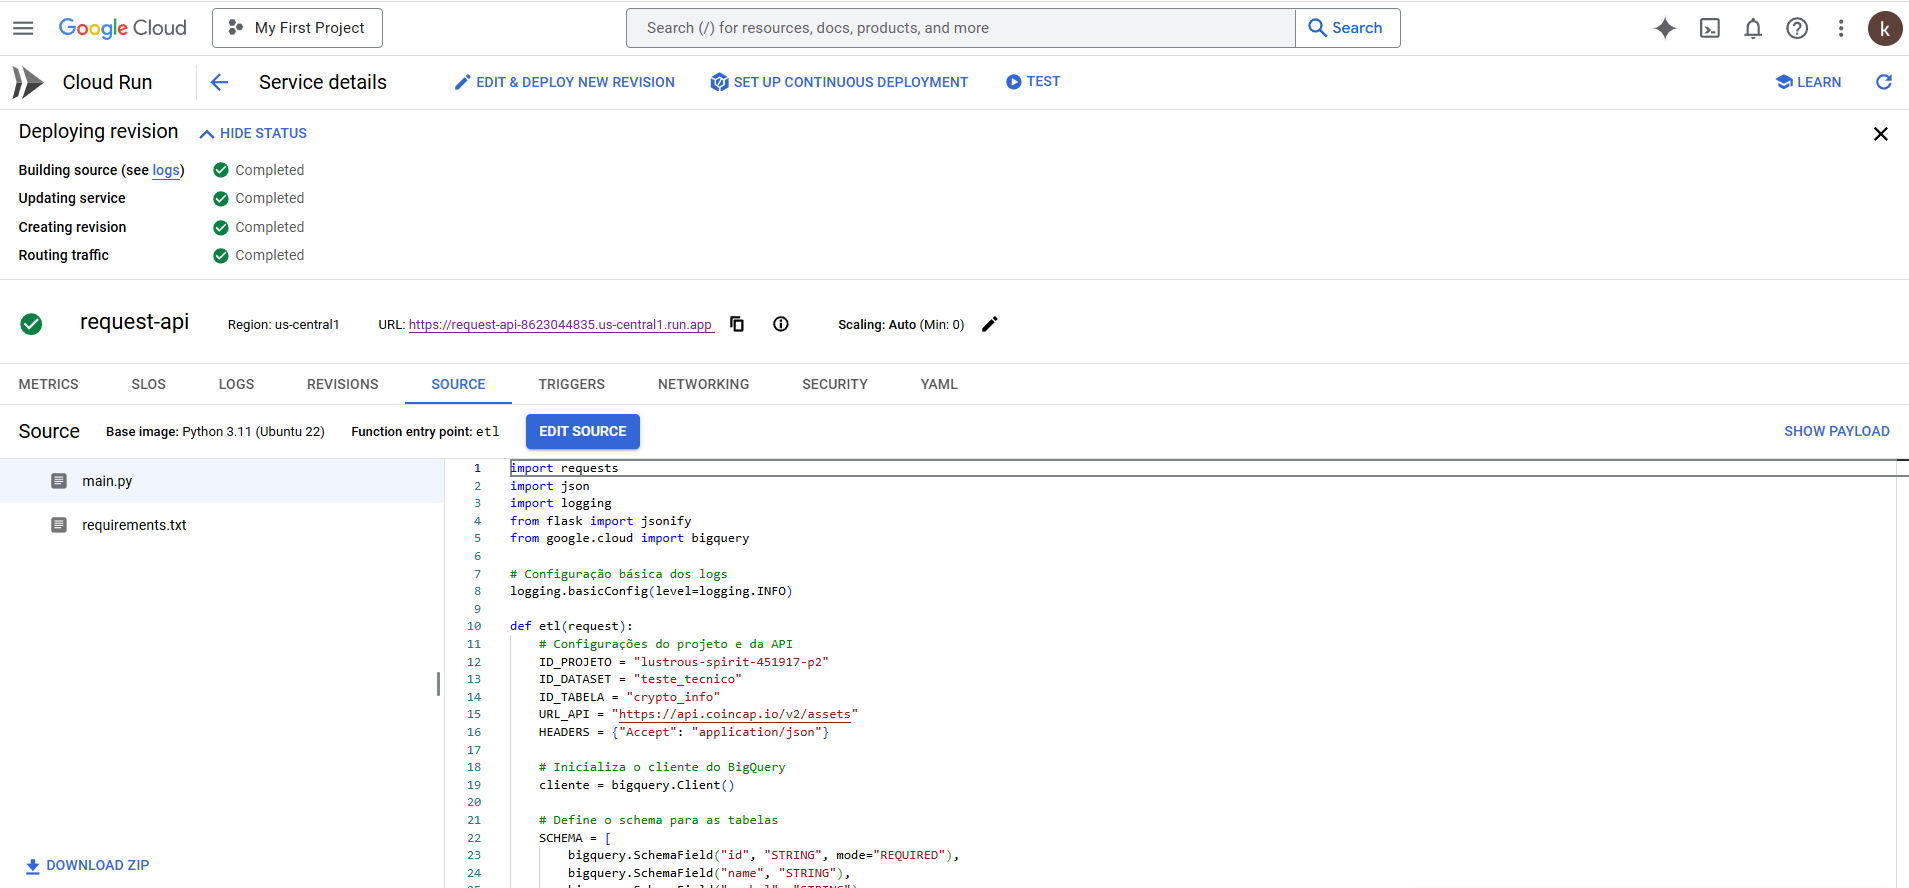 Google Cloud My First Project Search (/) for resources, docs, products, and more Search k
Cloud Run Service details EDIT & DEPLOY NEW REVISION SET UP CONTINUOUS DEPLOYMENT TEST LEARN
Deploying revision HIDE STATUS
Building source (see logs) Completed
Updating service Completed
Creating revision Completed
Routing traffic Completed
request-api Region: us-central1 URL: https://request-api-8623044835.us-central1.run.app Scaling: Auto (Min: 0)
METRICS SLOS LOGS REVISIONS SOURCE TRIGGERS NETWORKING SECURITY YAML
Source Base image: Python 3.11 (Ubuntu 22) Function entry point: etl EDIT SOURCE SHOW PAYLOAD
main.py
requirements.txt
DOWNLOAD ZIP
1 import requests
2 import json
3 import logging
4 from flask import jsonify
5 from google.cloud import bigquery
6
7 # Configuração básica dos logs
8 logging.basicConfig(level=logging.INFO)
9
10 def etl(request):
11 # Configurações do projeto e da API
12 ID_PROJETO = "lustrous-spirit-451917-p2"
13 ID_DATASET = "teste_tecnico"
14 ID_TABELA = "crypto_info"
15 URL_API = "https://api.coincap.io/v2/assets"
16 HEADERS = {"Accept": "application/json"}
17
18 # Inicializa o cliente do BigQuery
19 cliente = bigquery.Client()
20
21 # Define o schema para as tabelas
22 SCHEMA = [
23 bigquery.SchemaField("id", "STRING", mode="REQUIRED"),
24 bigquery.SchemaField("name", "STRING"),